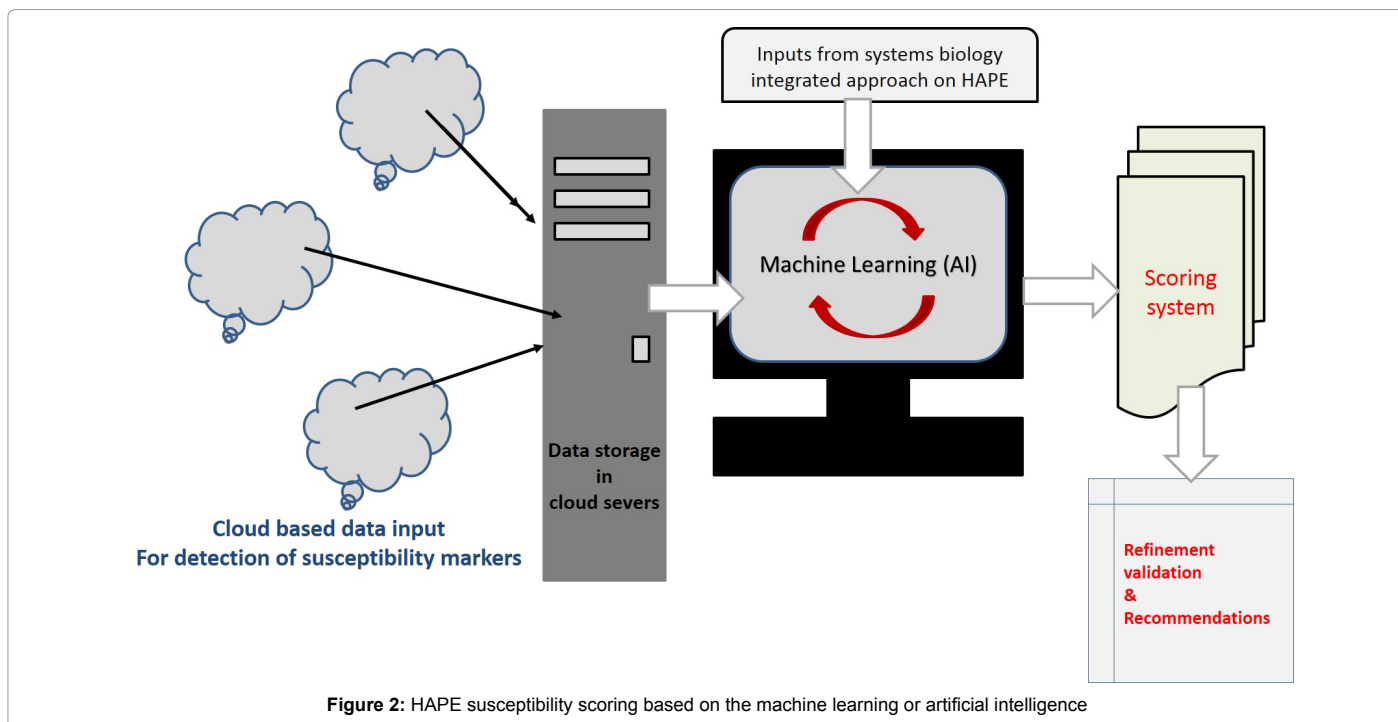 Inputs from systems biology
integrated approach on HAPE
Machine Learning (AI)
Scoring
system
Data storage
in
cloud severs
Cloud based data input
For detection of susceptibility markers
Refinement
validation
&
Recommendations
Figure 2: HAPE susceptibility scoring based on the machine learning or artificial intelligence